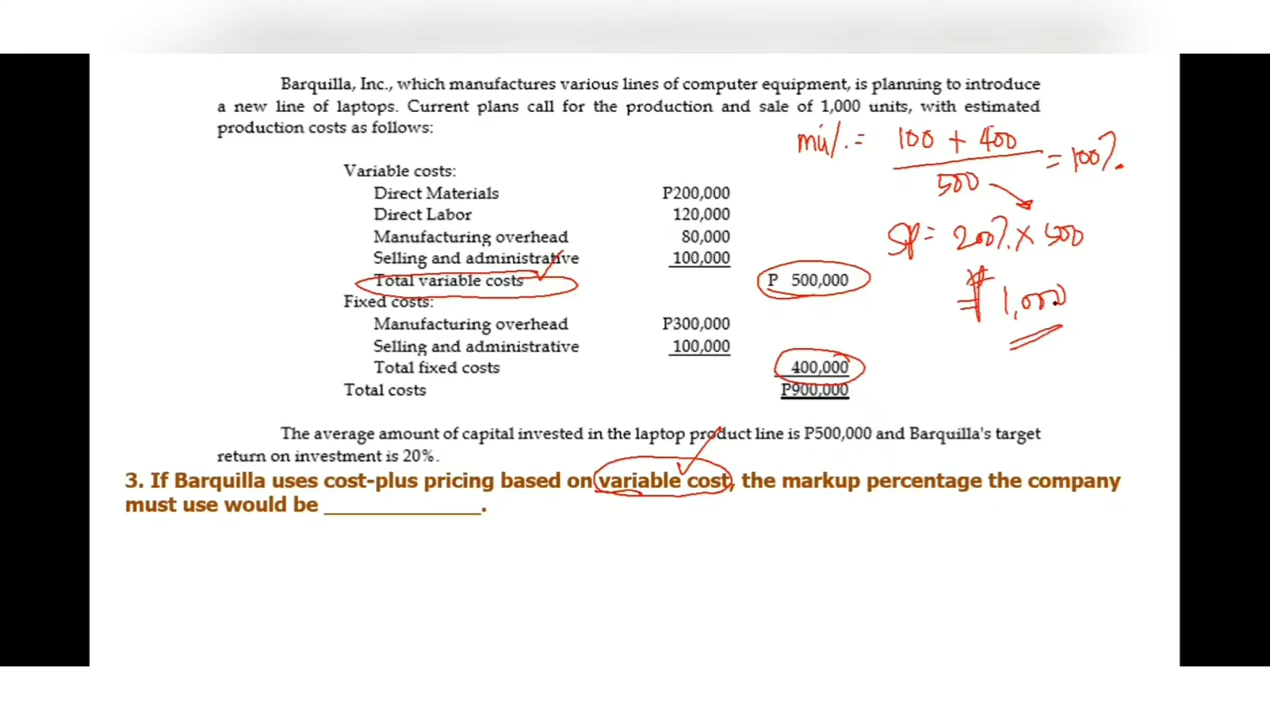 Barquilla, Inc., which manufactures various lines of computer equipment, is planning to introduce
a new line of laptops. Current plans call for the production and sale of 1,000 units, with estimated
production costs as follows:
mu% = 100 + 400 / 500 = 100%
SP = 200% x 500
= ₱ 1,000
Variable costs:
Direct Materials P200,000
Direct Labor 120,000
Manufacturing overhead 80,000
Selling and administrative 100,000
Total variable costs P 500,000
Fixed costs:
Manufacturing overhead P300,000
Selling and administrative 100,000
Total fixed costs 400,000
Total costs P900,000
The average amount of capital invested in the laptop product line is P500,000 and Barquilla's target
return on investment is 20%.
3. If Barquilla uses cost-plus pricing based on variable cost, the markup percentage the company
must use would be ______________.